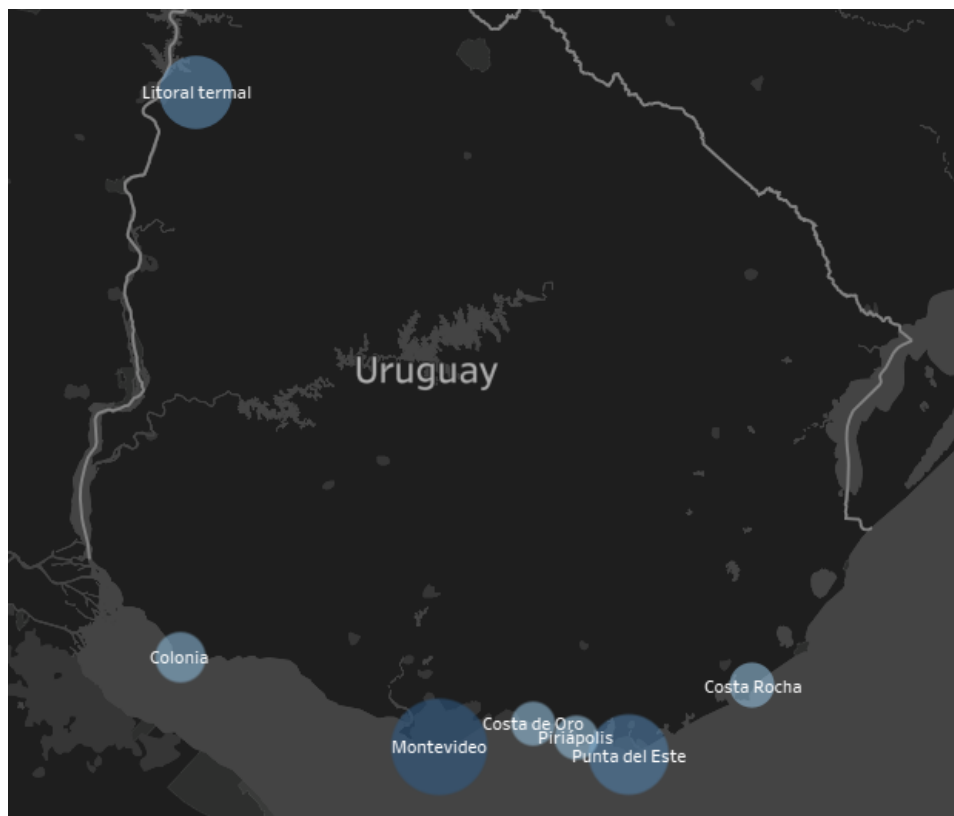 Litoral termal
Uruguay
Colonia
Costa Rocha
Costa de Oro
Piriápolis
Montevideo
Punta del Este